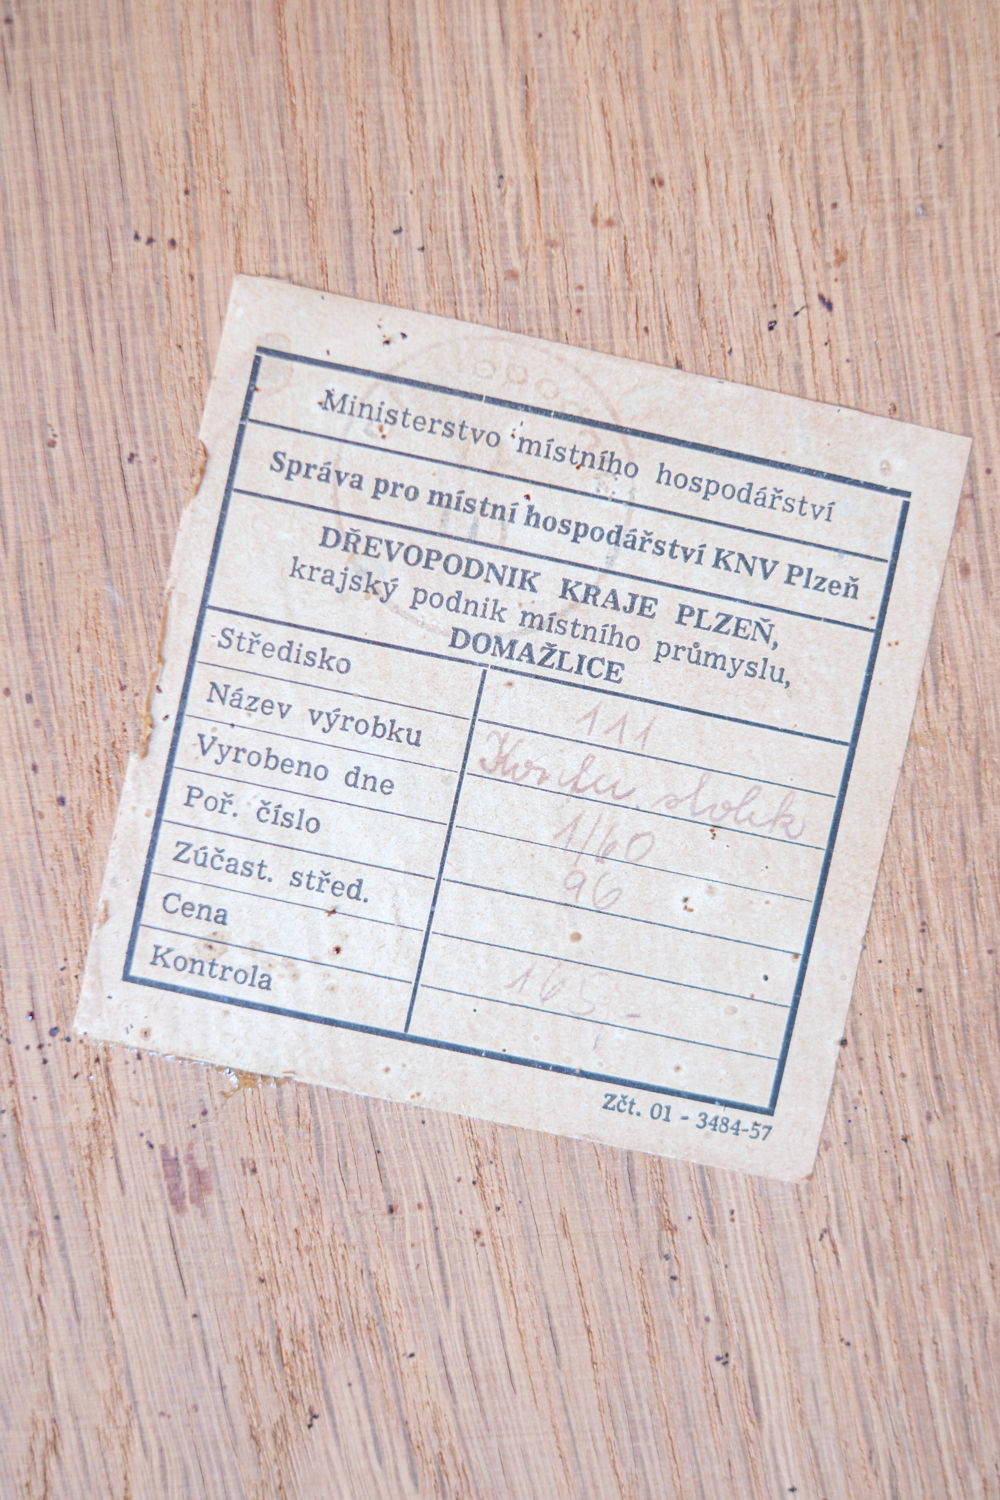 Ministerstvo místního hospodářství
Správa pro místní hospodářství KNV Plzeň
DŘEVOPODNIK KRAJE PLZEŇ,
krajský podnik místního průmyslu,
DOMAŽLICE
Středisko 111
Název výrobku stolek
Vyrobeno dne 1/60
Poř. číslo 96
Zúčast. střed.
Cena 165,-
Kontrola
Zčt. 01 - 3484-57